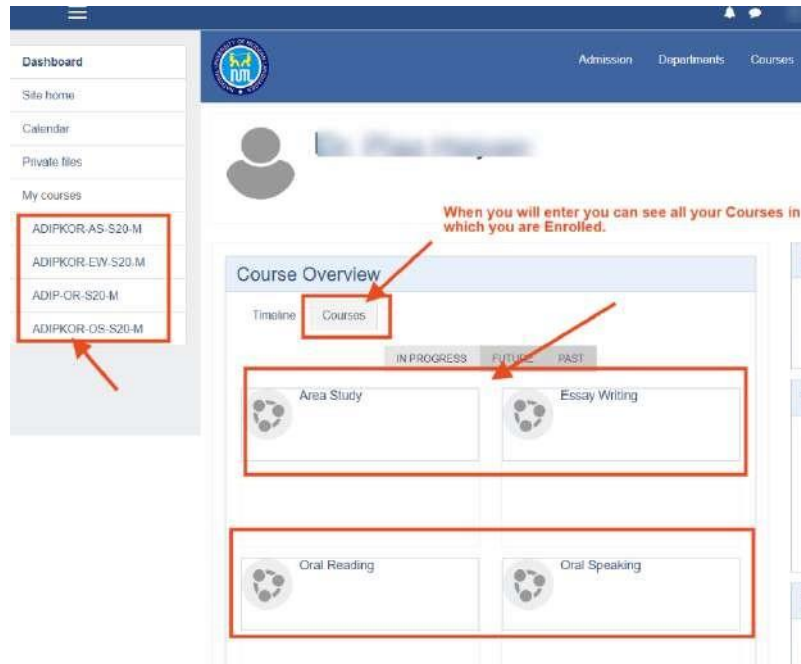 Admission Departments Courses
Dashboard
Site home
Calendar
Private files
My courses
ADIPKOR-AS-S20-M
ADIPKOR-EW-S20-M
ADIP-OR-S20-M
ADIPKOR-OS-S20-M
When you will enter you can see all your Courses in
which you are Enrolled.
Course Overview
Timeline Courses
IN PROGRESS FUTURE PAST
Area Study Essay Writing
Oral Reading Oral Speaking